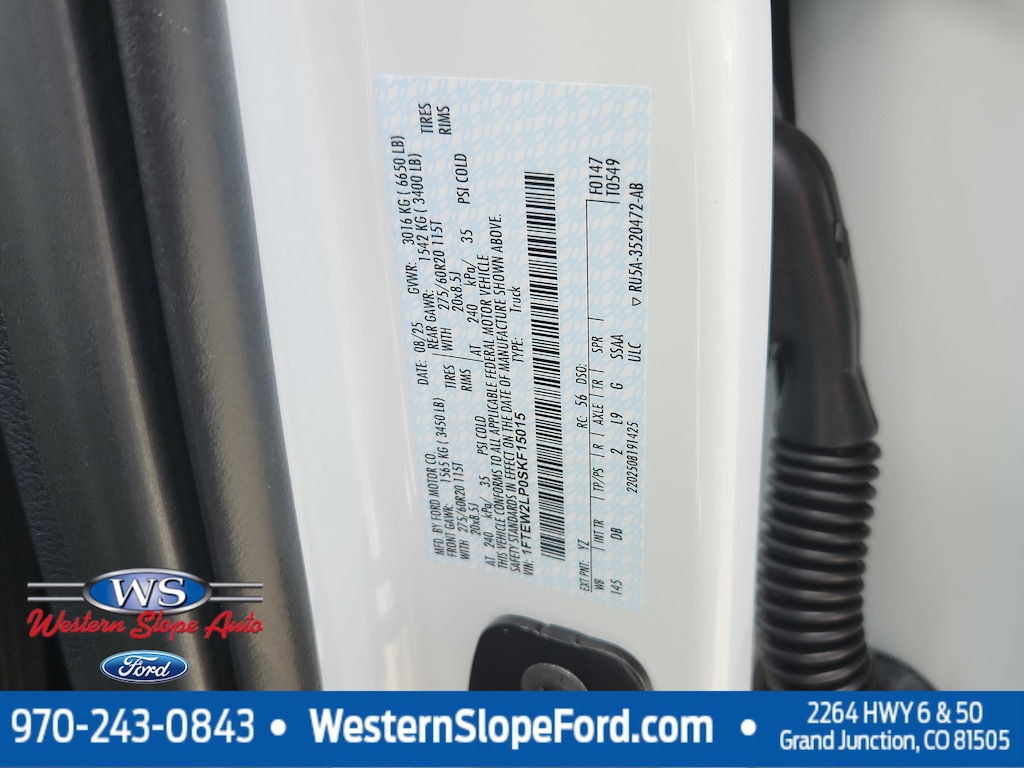 MFD. BY FORD MOTOR CO.
DATE: 08/25 GVWR: 3016 KG ( 6650 LB)
FRONT GAWR: 1565 KG ( 3450 LB) REAR GAWR: 1542 KG ( 3400 LB)
WITH 275/60R20 115T TIRES WITH 275/60R20 115T TIRES
20x8.5J RIMS 20x8.5J RIMS
AT 240 kPa/ 35 PSI COLD AT 240 kPa/ 35 PSI COLD
THIS VEHICLE CONFORMS TO ALL APPLICABLE FEDERAL MOTOR VEHICLE
SAFETY STANDARDS IN EFFECT ON THE DATE OF MANUFACTURE SHOWN ABOVE.
VIN: 1FTEW2LP0SKF15015 TYPE: Truck
EXT PNT: YZ RC: 56 DSO: F0147
WB INT TR TP/PS R AXLE TR SPR T0549
145 DB 2 L9 G SSAA
ULC
2202508191425 ▽ RU5A-3520472-AB
WS
Western Slope Auto
Ford
970-243-0843 • WesternSlopeFord.com • 2264 HWY 6 & 50
Grand Junction, CO 81505